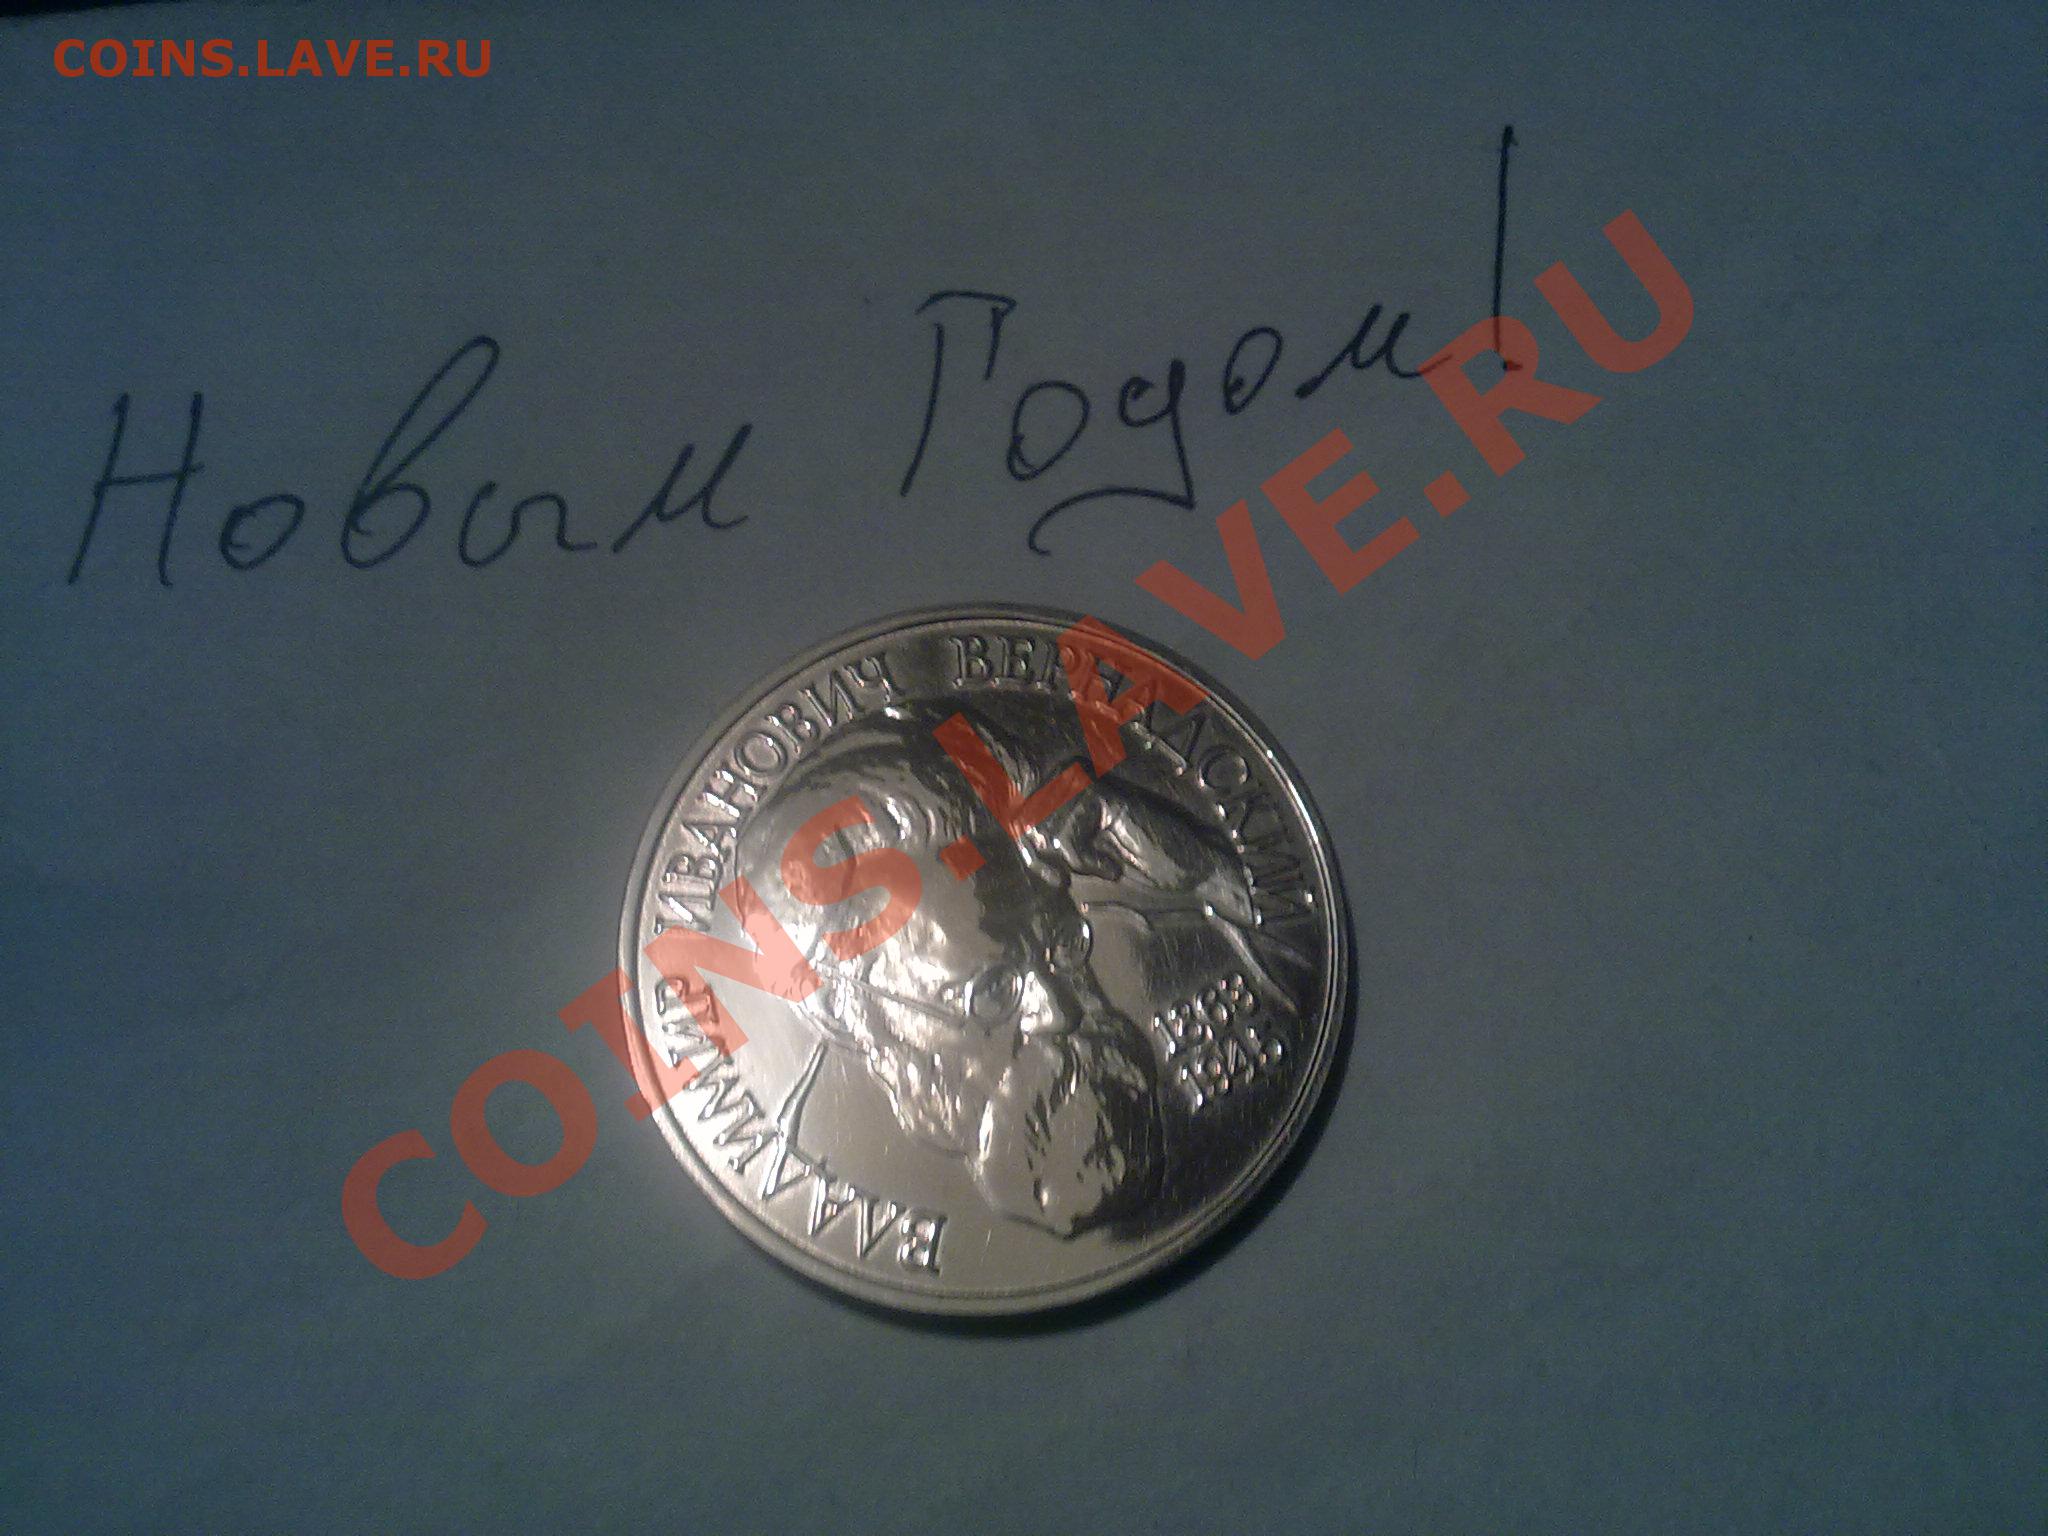 COINS.LAVE.RU
Новым Годом!
ВЛАДИМИР ИВАНОВИЧ ВЕРНАДСКИЙ
1863
1945
COINS.LAVE.RU